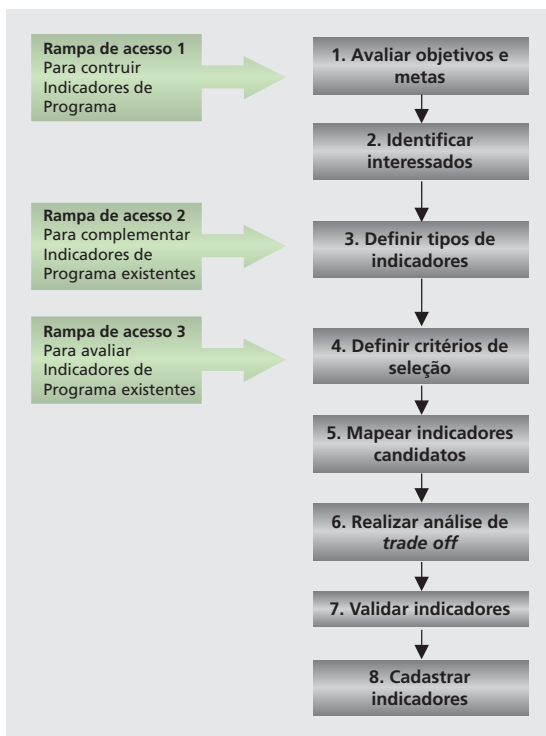 Rampa de acesso 1
Para contruir
Indicadores de
Programa
1. Avaliar objetivos e
metas
2. Identificar
interessados
Rampa de acesso 2
Para complementar
Indicadores de
Programa existentes
3. Definir tipos de
indicadores
Rampa de acesso 3
Para avaliar
Indicadores de
Programa existentes
4. Definir critérios de
seleção
5. Mapear indicadores
candidatos
6. Realizar análise de
trade off
7. Validar indicadores
8. Cadastrar
indicadores